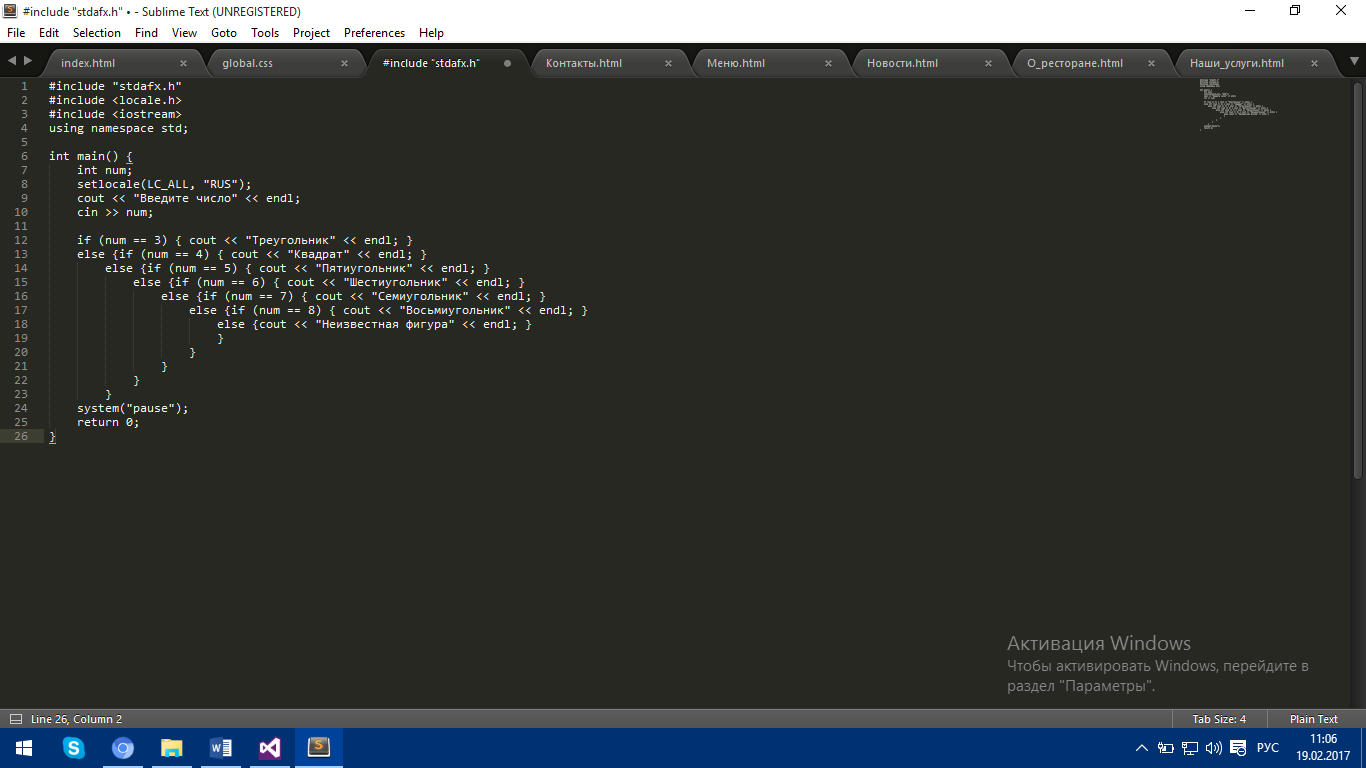 #include "stdafx.h" • - Sublime Text (UNREGISTERED)
File Edit Selection Find View Goto Tools Project Preferences Help
index.html × global.css × #include "stdafx.h" ● Контакты.html × Меню.html × Новости.html × О_ресторане.html × Наши_услуги.html ×
1 #include "stdafx.h"
2 #include <locale.h>
3 #include <iostream>
4 using namespace std;
5
6 int main() {
7 int num;
8 setlocale(LC_ALL, "RUS");
9 cout << "Введите число" << endl;
10 cin >> num;
11
12 if (num == 3) { cout << "Треугольник" << endl; }
13 else {if (num == 4) { cout << "Квадрат" << endl; }
14 else {if (num == 5) { cout << "Пятиугольник" << endl; }
15 else {if (num == 6) { cout << "Шестиугольник" << endl; }
16 else {if (num == 7) { cout << "Семиугольник" << endl; }
17 else {if (num == 8) { cout << "Восьмиугольник" << endl; }
18 else {cout << "Неизвестная фигура" << endl; }
19 }
20 }
21 }
22 }
23 }
24 system("pause");
25 return 0;
26 }
Активация Windows
Чтобы активировать Windows, перейдите в
раздел "Параметры".
Line 26, Column 2 Tab Size: 4 Plain Text
РУС 11:06
19.02.2017